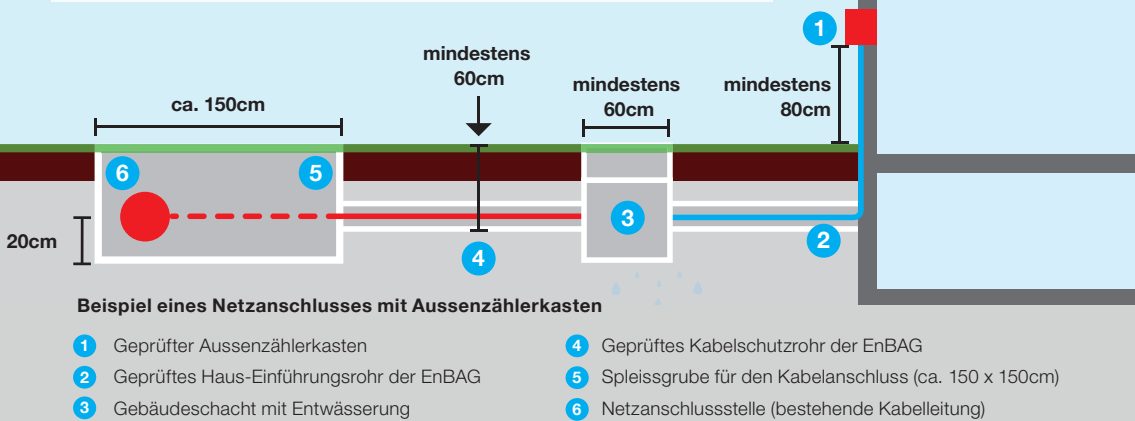 1
mindestens
60cm
mindestens
60cm
mindestens
80cm
ca. 150cm
6
5
3
20cm
4
2
Beispiel eines Netzanschlusses mit Aussenzählerkasten
1 Geprüfter Aussenzählerkasten
2 Geprüftes Haus-Einführungsrohr der EnBAG
3 Gebäudeschacht mit Entwässerung
4 Geprüftes Kabelschutzrohr der EnBAG
5 Spleissgrube für den Kabelanschluss (ca. 150 x 150cm)
6 Netzanschlussstelle (bestehende Kabelleitung)